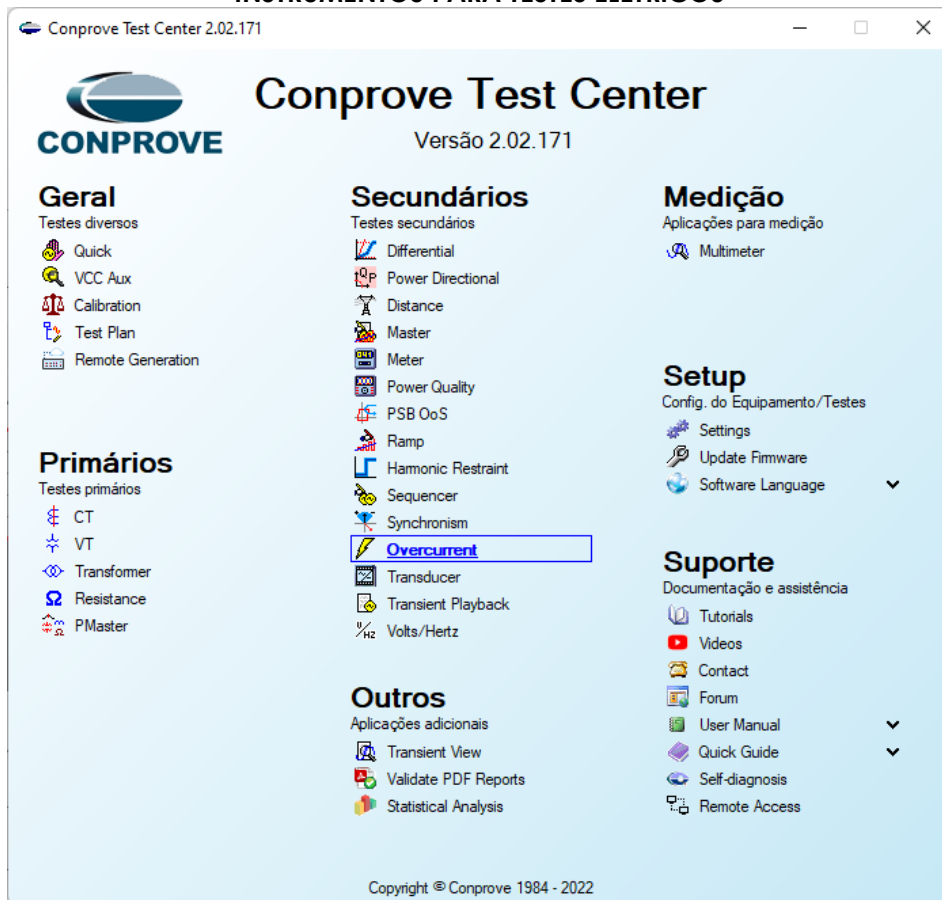 INSTRUMENTOS PARA TESTES ELÉTRICOS
Conprove Test Center 2.02.171
CONPROVE
Conprove Test Center
Versão 2.02.171
Geral
Testes diversos
Quick
VCC Aux
Calibration
Test Plan
Remote Generation
Primários
Testes primários
CT
VT
Transformer
Resistance
PMaster
Secundários
Testes secundários
Differential
Power Directional
Distance
Master
Meter
Power Quality
PSB OoS
Ramp
Harmonic Restraint
Sequencer
Synchronism
Overcurrent
Transducer
Transient Playback
Volts/Hertz
Outros
Aplicações adicionais
Transient View
Validate PDF Reports
Statistical Analysis
Medição
Aplicações para medição
Multimeter
Setup
Config. do Equipamento/Testes
Settings
Update Firmware
Software Language
Suporte
Documentação e assistência
Tutorials
Videos
Contact
Forum
User Manual
Quick Guide
Self-diagnosis
Remote Access
Copyright © Conprove 1984 - 2022